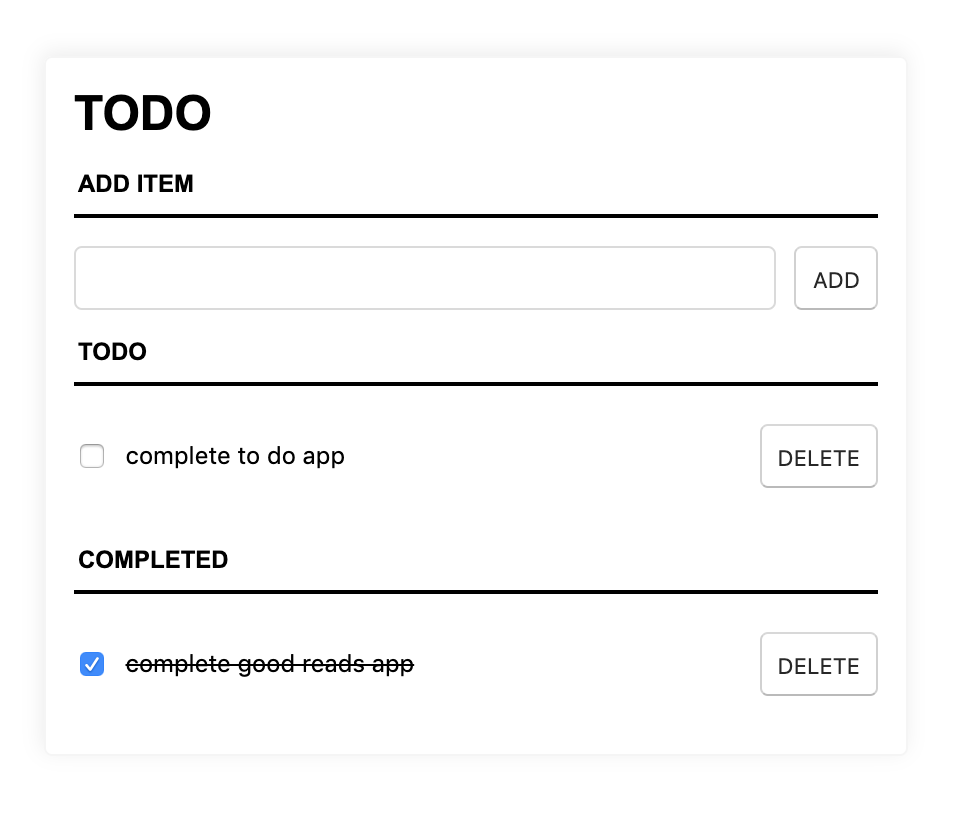 TODO
ADD ITEM
ADD
TODO
complete to do app DELETE
COMPLETED
complete good reads app DELETE